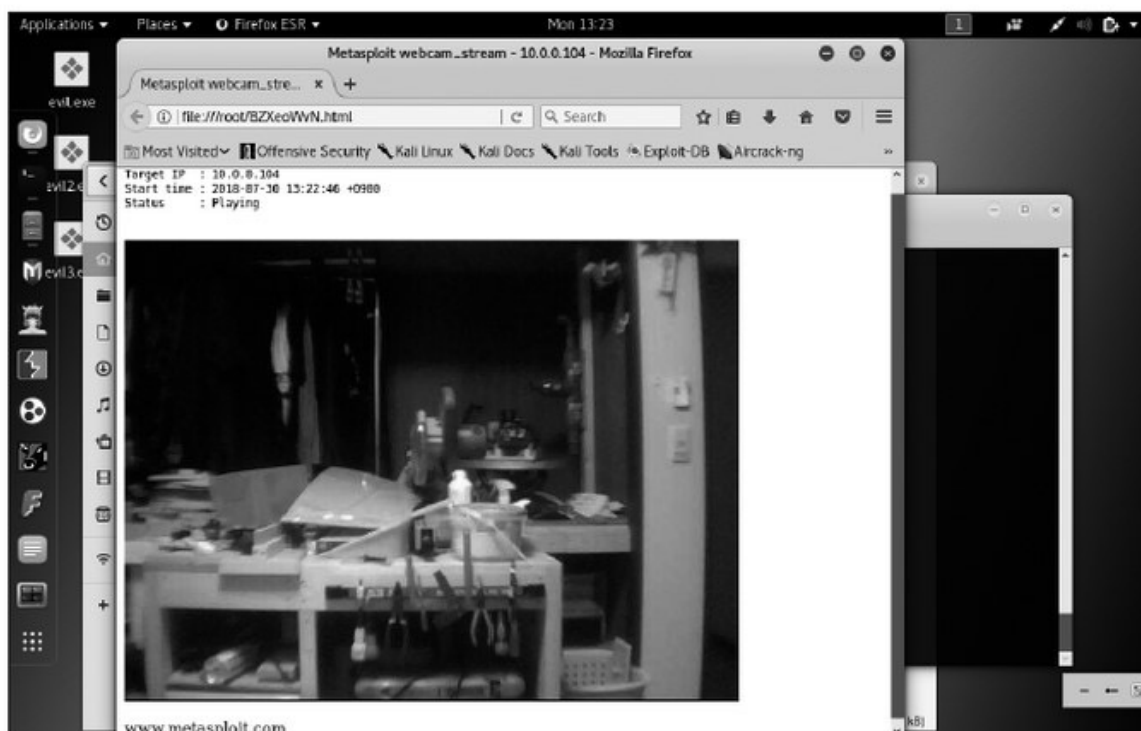 Applications Places Firefox ESR Mon 13:23 1
Metasploit webcam_stream - 10.0.0.104 - Mozilla Firefox
evil.exe
Metasploit webcam_stre... × +
file:///root/BZXeoWvN.html Search
Most Visited Offensive Security Kali Linux Kali Docs Kali Tools Exploit-DB Aircrack-ng »
evil2.e
evil3.e
Target IP : 10.0.0.104
Start time : 2018-07-30 13:22:46 +0900
Status : Playing
www.metasploit.com
kB)